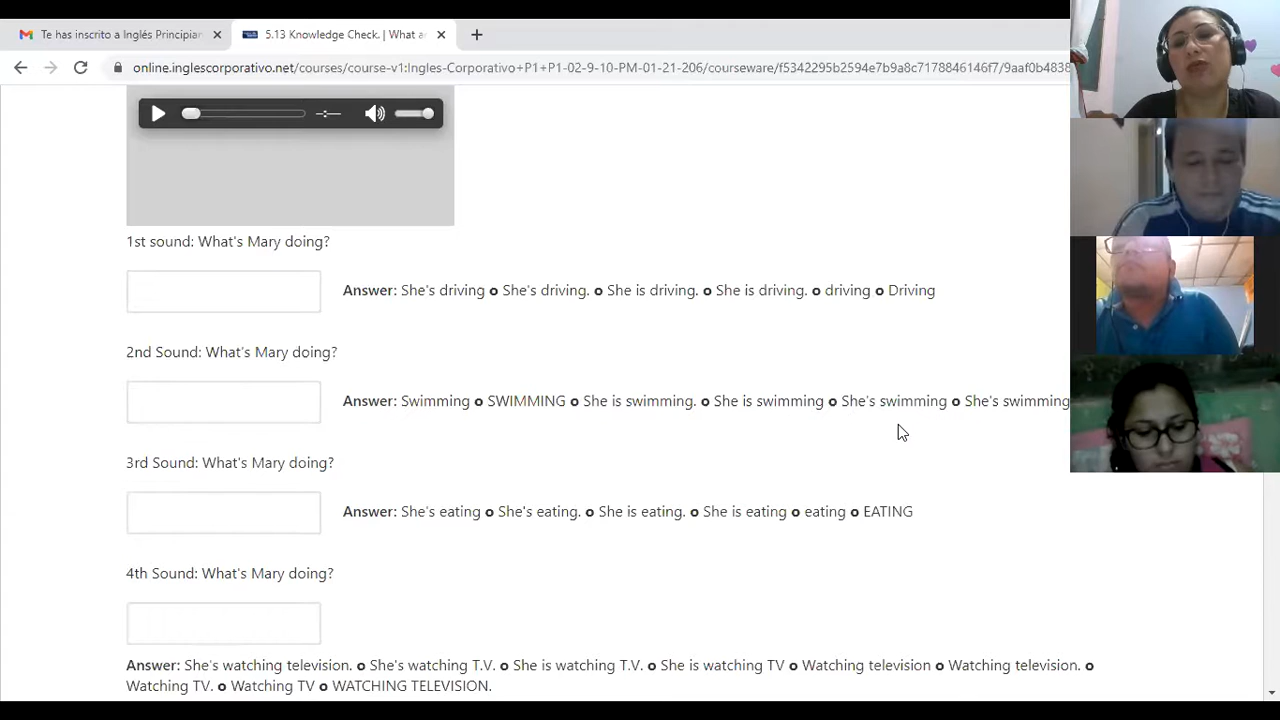 Te has inscrito a Inglés Principian
5.13 Knowledge Check. | What a
online.inglescorporativo.net/courses/course-v1:Ingles-Corporativo+P1+P1-02-9-10-PM-01-21-206/courseware/f5342295b2594e7b9a8c7178846146f7/9aaf0b4838
1st sound: What's Mary doing?
Answer: She's driving o She's driving. o She is driving. o She is driving. o driving o Driving
2nd Sound: What's Mary doing?
Answer: Swimming o SWIMMING o She is swimming. o She is swimming o She's swimming o She's swimming
3rd Sound: What's Mary doing?
Answer: She's eating o She's eating. o She is eating. o She is eating o eating o EATING
4th Sound: What's Mary doing?
Answer: She's watching television. o She's watching T.V. o She is watching T.V. o She is watching TV o Watching television o Watching television. o
Watching TV. o Watching TV o WATCHING TELEVISION.